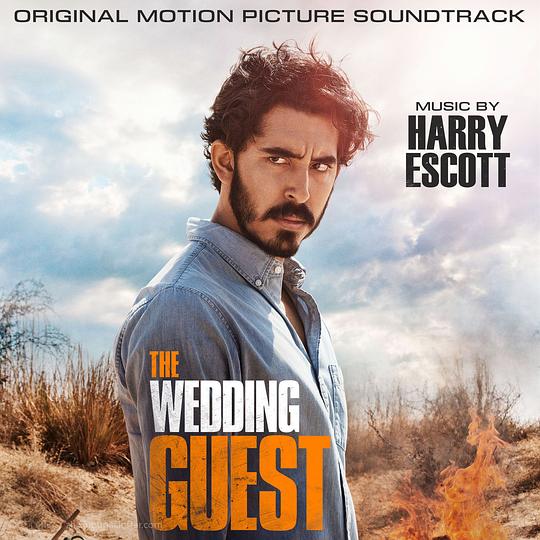 ORIGINAL MOTION PICTURE SOUNDTRACK
MUSIC BY
HARRY
ESCOTT
THE
WEDDING
GUEST